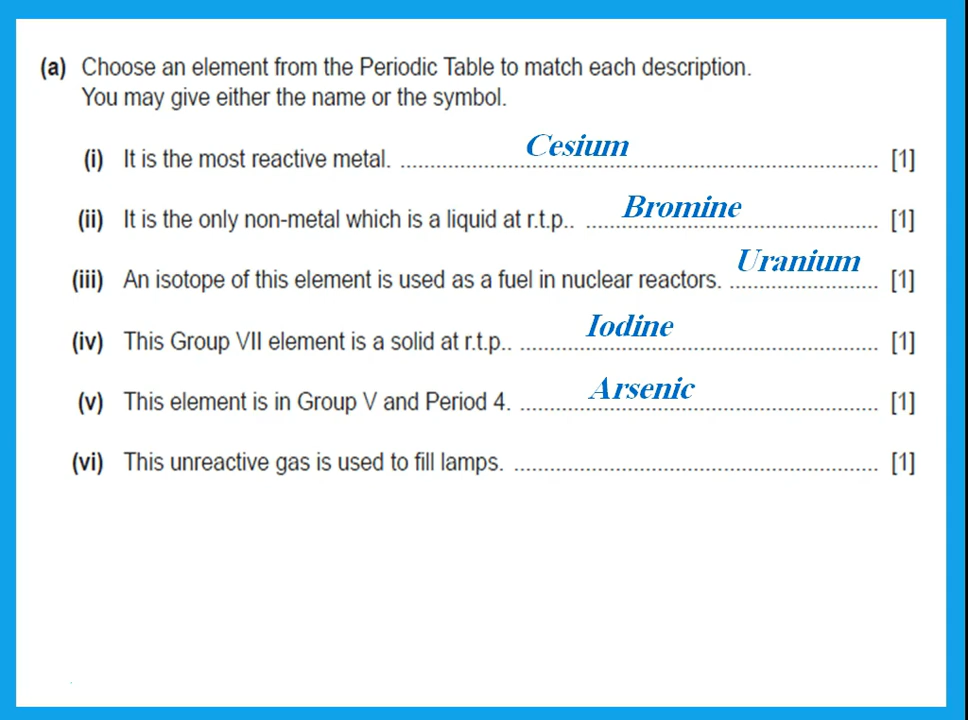 (a) Choose an element from the Periodic Table to match each description.
You may give either the name or the symbol.
(i) It is the most reactive metal. ................ Cesium ................ [1]
(ii) It is the only non-metal which is a liquid at r.t.p.. ................ Bromine ................ [1]
(iii) An isotope of this element is used as a fuel in nuclear reactors. ................ Uranium ................ [1]
(iv) This Group VII element is a solid at r.t.p.. ................ Iodine ................ [1]
(v) This element is in Group V and Period 4. ................ Arsenic ................ [1]
(vi) This unreactive gas is used to fill lamps. ................................ [1]